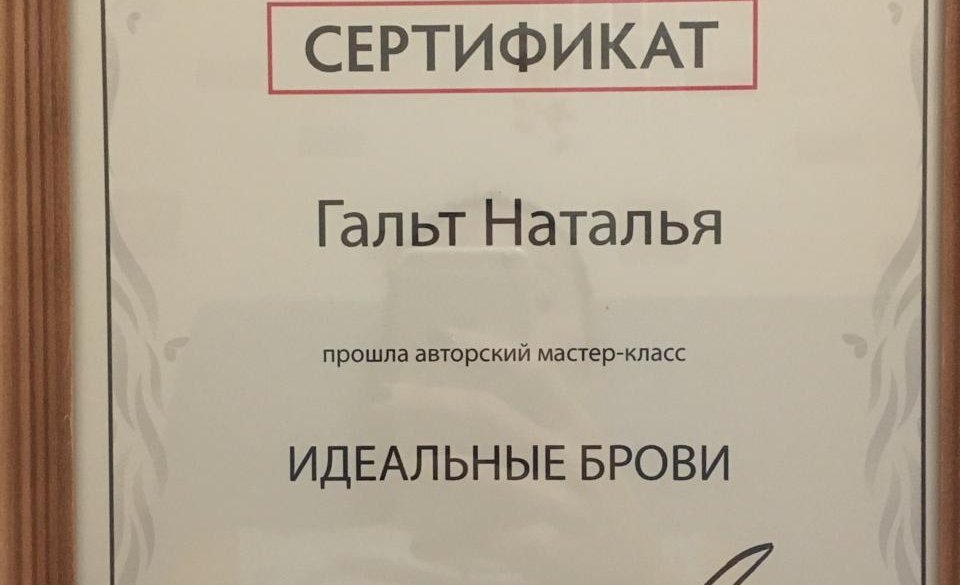 СЕРТИФИКАТ
Гальт Наталья
прошла авторский мастер-класс
ИДЕАЛЬНЫЕ БРОВИ